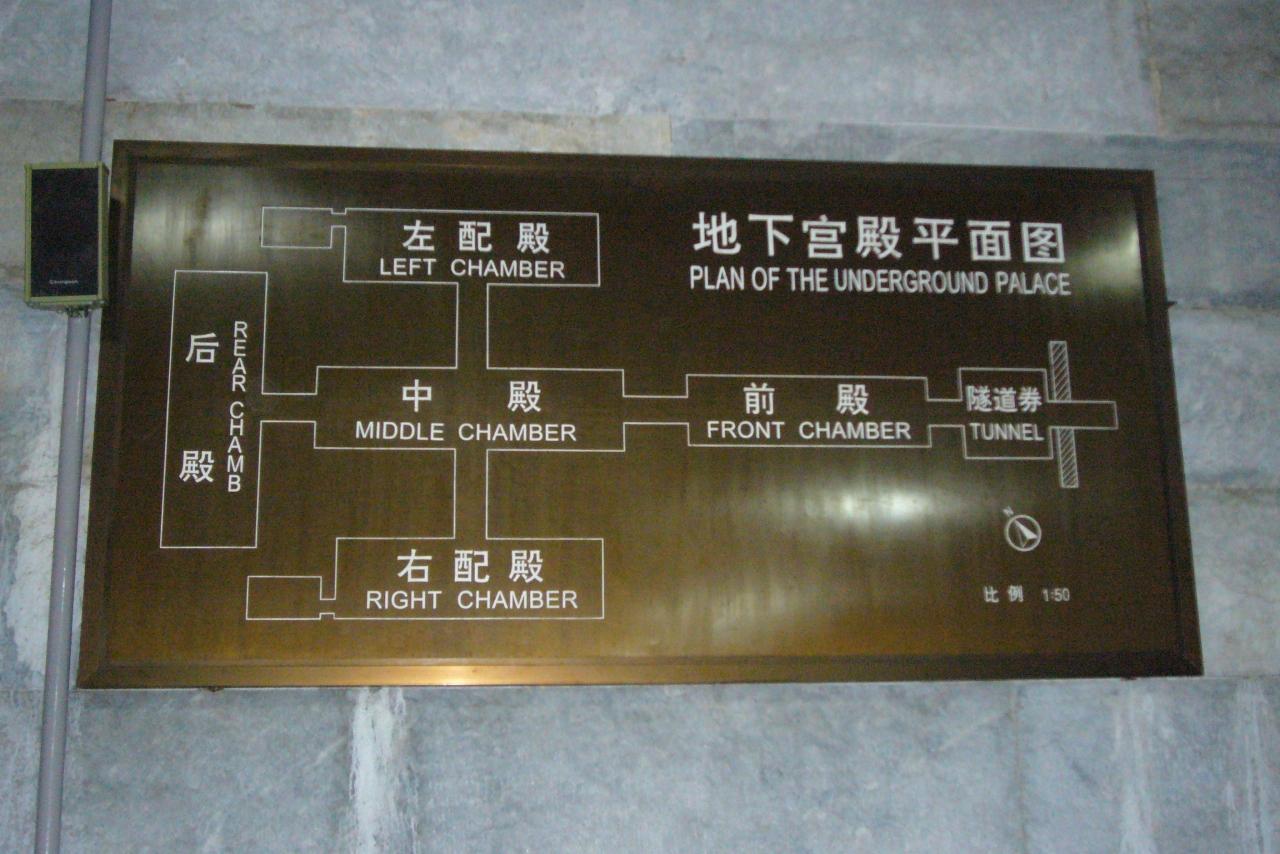 地下宫殿平面图
PLAN OF THE UNDERGROUND PALACE
左配殿
LEFT CHAMBER
后殿
REAR CHAMB
中殿
MIDDLE CHAMBER
前殿
FRONT CHAMBER
隧道券
TUNNEL
右配殿
RIGHT CHAMBER
N
比例 1:50